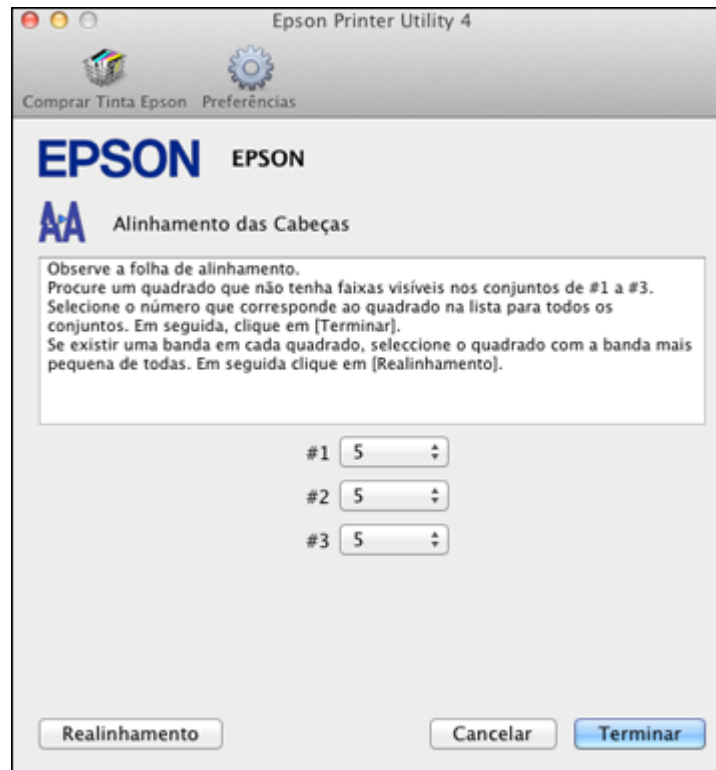 Epson Printer Utility 4
Comprar Tinta Epson Preferências
EPSON EPSON
AA Alinhamento das Cabeças
Observe a folha de alinhamento.
Procure um quadrado que não tenha faixas visíveis nos conjuntos de #1 a #3.
Selecione o número que corresponde ao quadrado na lista para todos os
conjuntos. Em seguida, clique em [Terminar].
Se existir uma banda em cada quadrado, seleccione o quadrado com a banda mais
pequena de todas. Em seguida clique em [Realinhamento].
#1 5
#2 5
#3 5
Realinhamento Cancelar Terminar